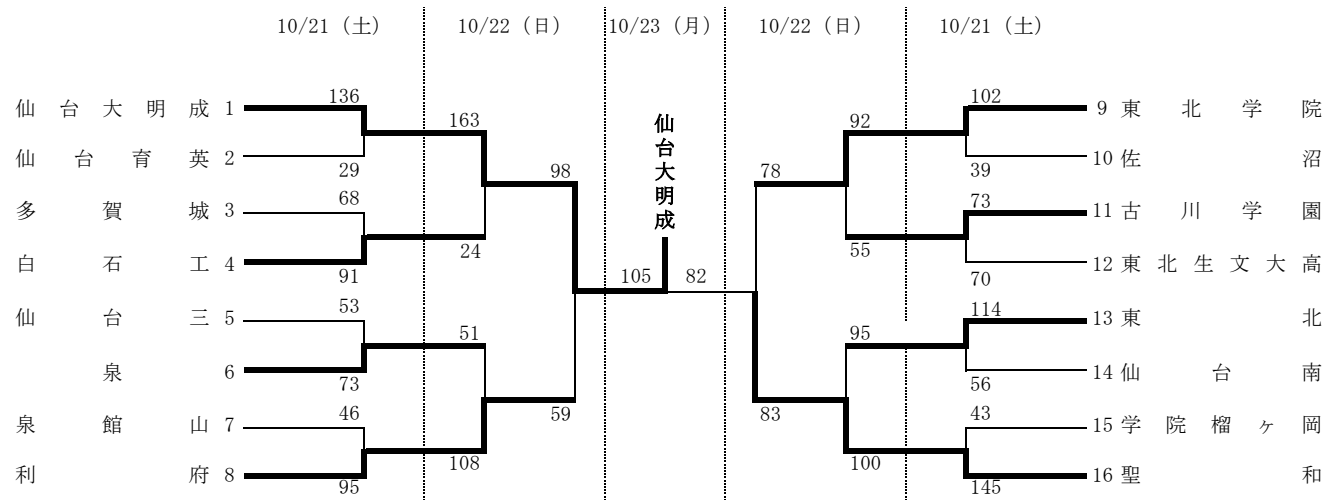 10/21（土） 10/22（日） 10/23（月） 10/22（日） 10/21（土）
仙台大明成 1 136 102 9 東北学院
163 92
仙台大明成
仙台育英 2 29 39 10 佐沼
98 78
多賀城 3 68 73 11 古川学園
24 55
白石工 4 91 70 12 東北生文大高
105 82
仙台三 5 53 114 13 東北
51 95
泉 6 73 56 14 仙台南
59 83
泉館山 7 46 43 15 学院榴ヶ岡
108 100
利府 8 95 145 16 聖和